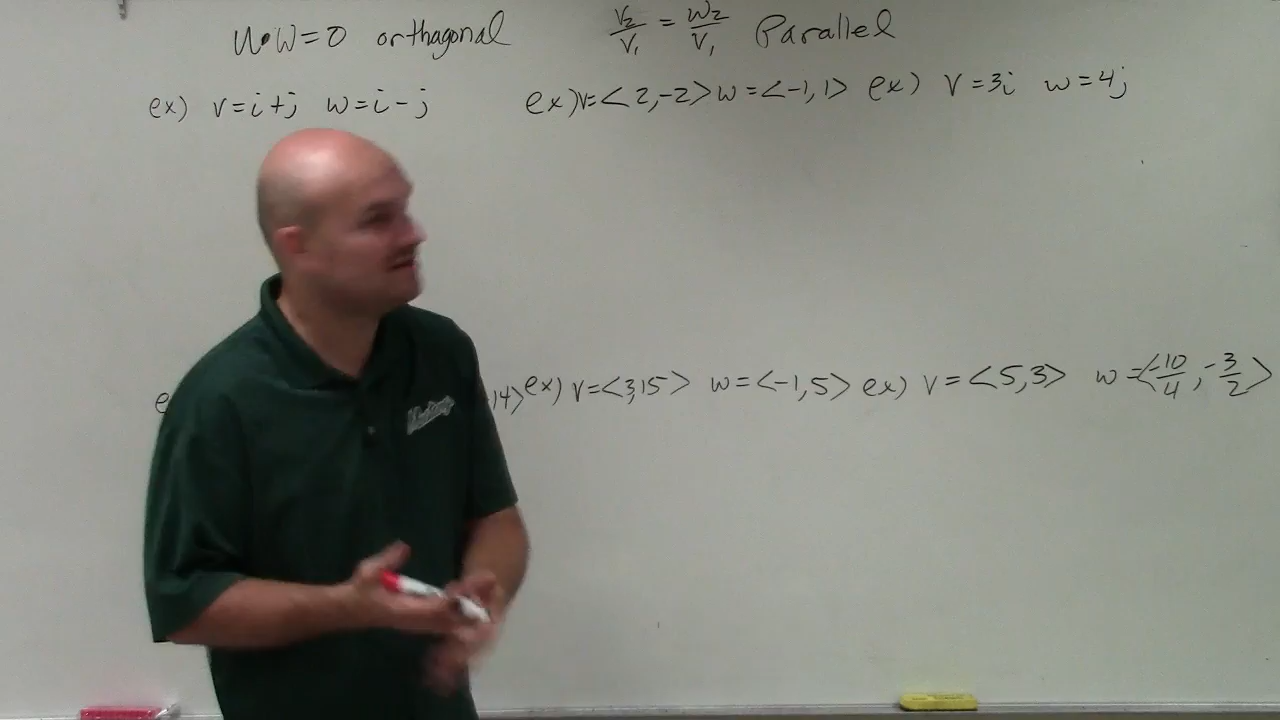 u•w=0 orthagonal v₂/v₁ = w₂/v₁ Parallel
ex) v=i+j w=i-j ex) v=<2,-2> w=<-1,1> ex) v=3i w=4j
,14> ex) v=<3,15> w=<-1,5> ex) v=<5,3> w=<-10/4, -3/2>